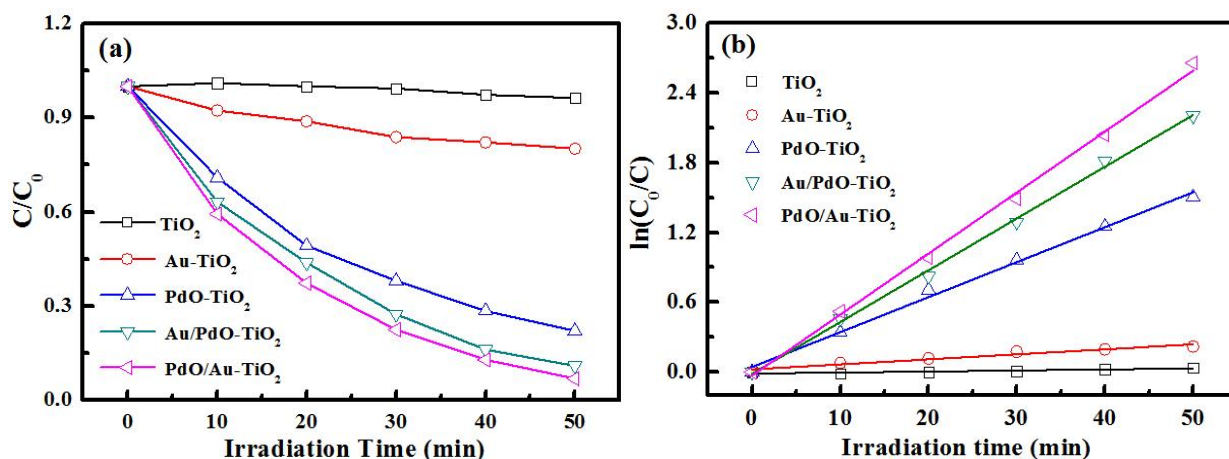 (a)
C/C0
1.2
0.9
0.6
0.3
0.0
TiO2
Au-TiO2
PdO-TiO2
Au/PdO-TiO2
PdO/Au-TiO2
0 10 20 30 40 50
Irradiation Time (min)
(b)
ln(C0/C)
3.0
2.4
1.8
1.2
0.6
0.0
TiO2
Au-TiO2
PdO-TiO2
Au/PdO-TiO2
PdO/Au-TiO2
0 10 20 30 40 50
Irradiation time (min)